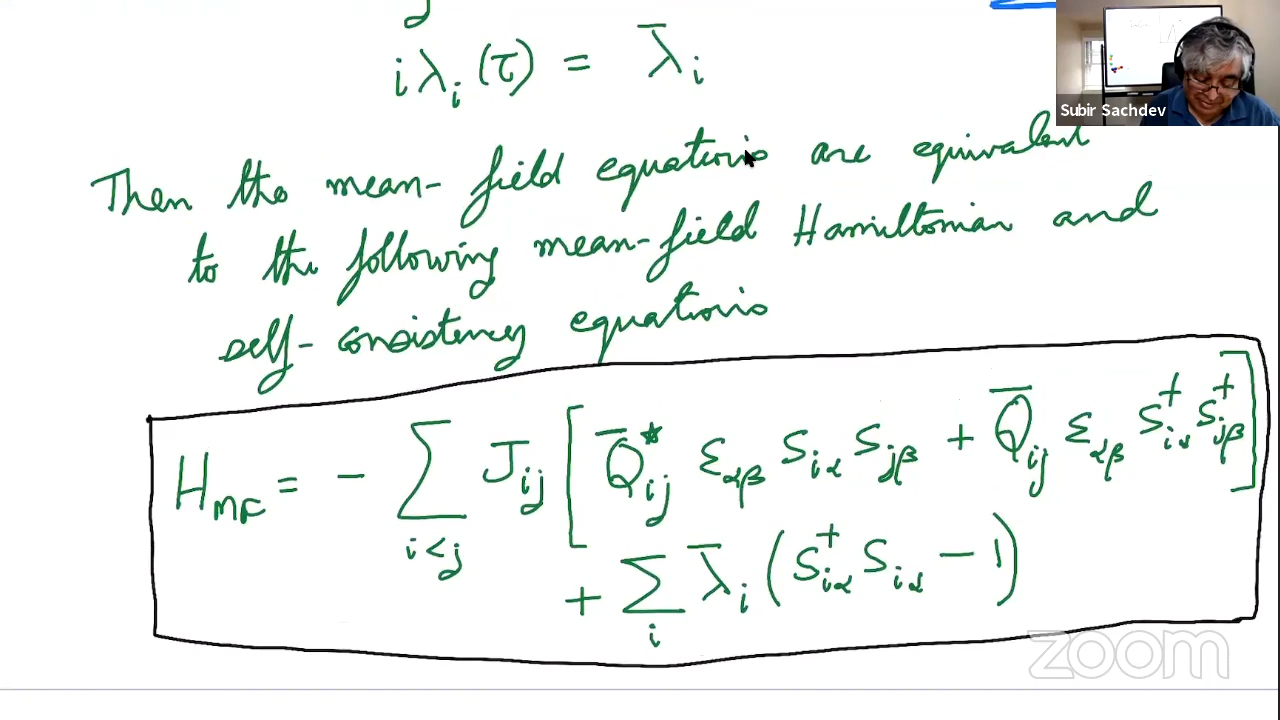 iλ_i(τ) = λ̄_i
Subir Sachdev
Then the mean-field equations are equivalent
to the following mean-field Hamiltonian and
self-consistency equations
H_MF = - Σ_{i<j} J_ij [ Q̄*_ij ε_αβ S_iα S_jβ + Q̄_ij ε_αβ S†_iα S†_jβ ]
+ Σ_i λ̄_i (S†_iα S_iα - 1)
zoom